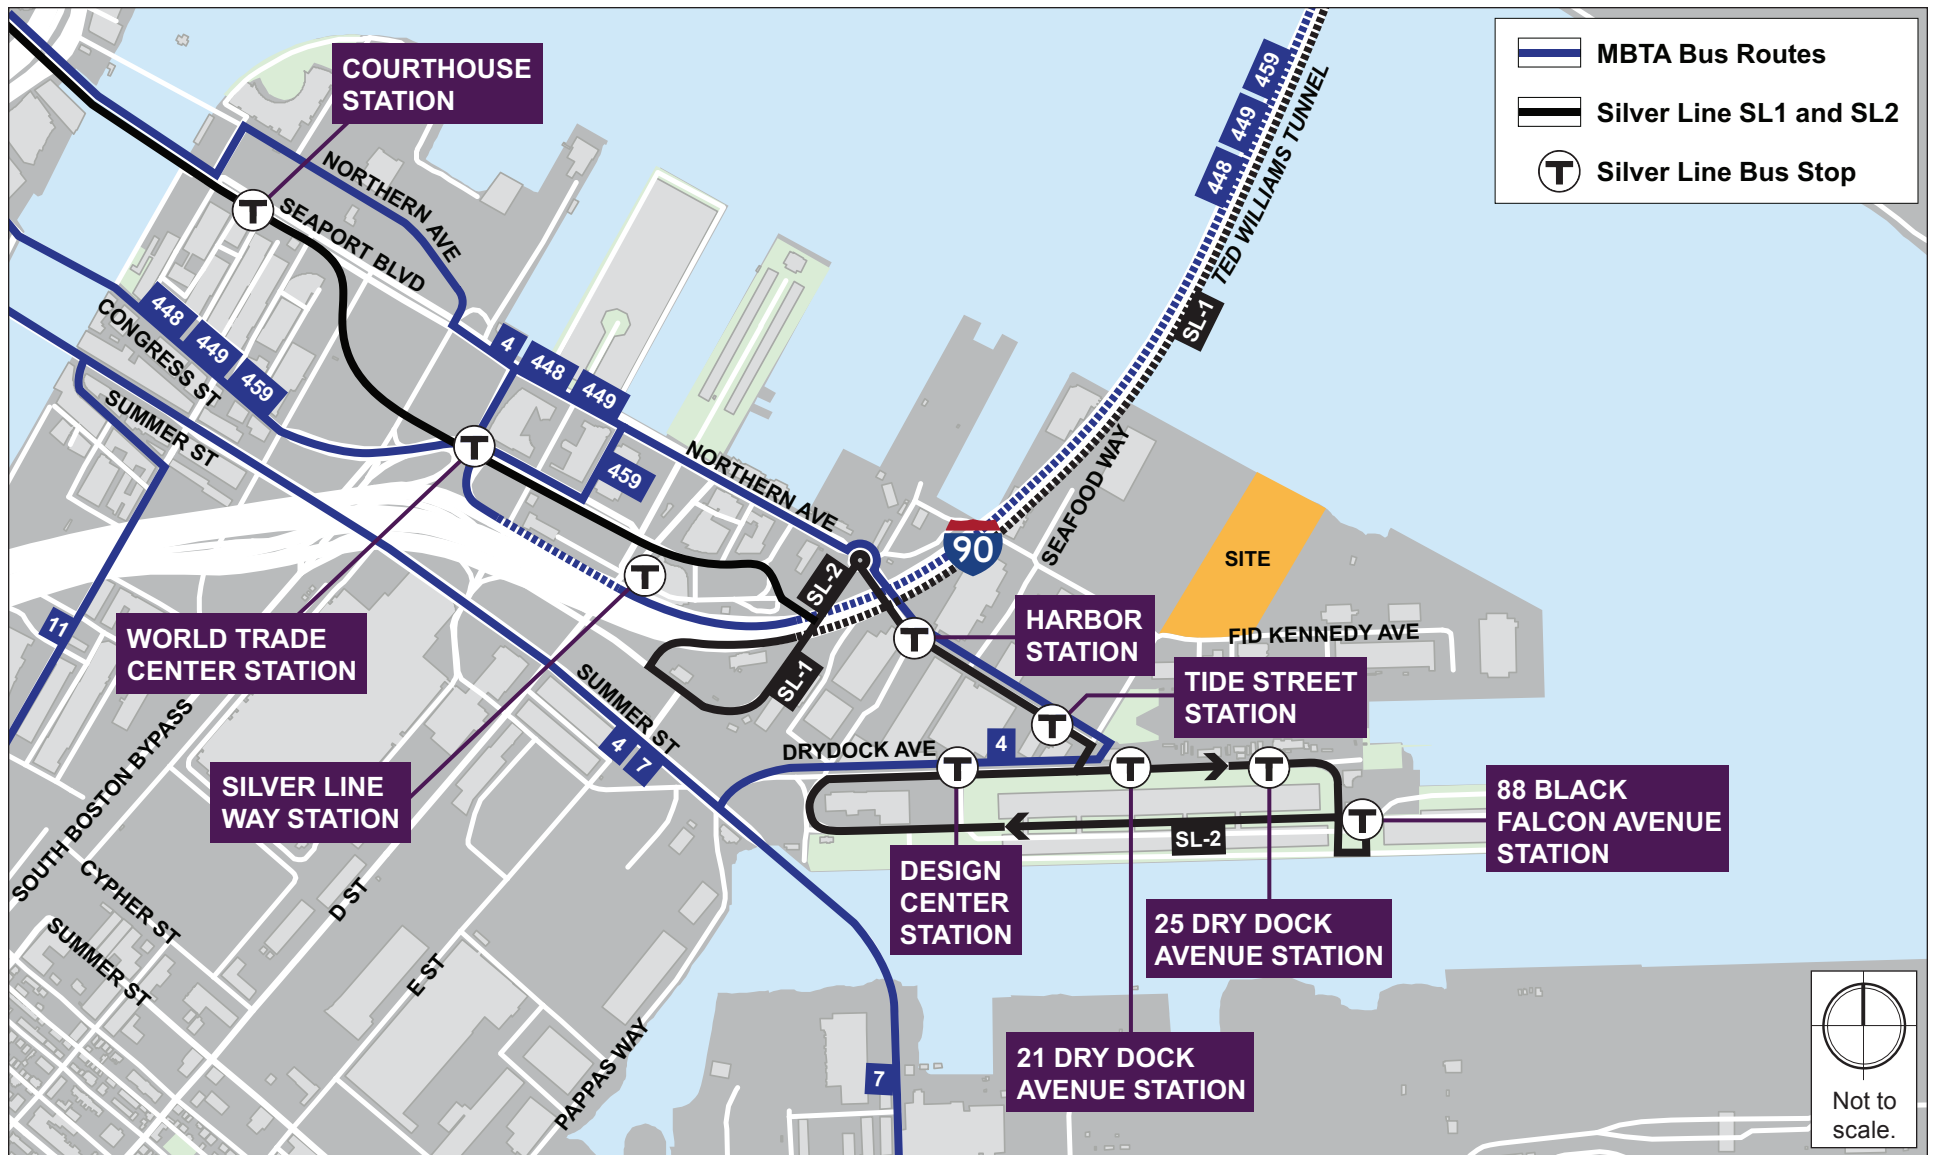 COURTHOUSE
STATION
MBTA Bus Routes
Silver Line SL1 and SL2
T
Silver Line Bus Stop
459
449
448
TED WILLIAMS TUNNEL
SL-1
NORTHERN AVE
T
SEAPORT BLVD
448
449
459
CONGRESS ST
SUMMER ST
4
448
449
459
T
NORTHERN AVE
SEAFOOD WAY
90
SITE
T
SL-2
SL-1
11
WORLD TRADE
CENTER STATION
T
HARBOR
STATION
FID KENNEDY AVE
TIDE STREET
STATION
SUMMER ST
4
7
T
DRYDOCK AVE
4
T
T
T
T
SL-2
SILVER LINE
WAY STATION
88 BLACK
FALCON AVENUE
STATION
SOUTH BOSTON BYPASS
CYPHER ST
SUMMER ST
D ST
E ST
PAPPAS WAY
DESIGN
CENTER
STATION
25 DRY DOCK
AVENUE STATION
21 DRY DOCK
AVENUE STATION
7
Not to
scale.